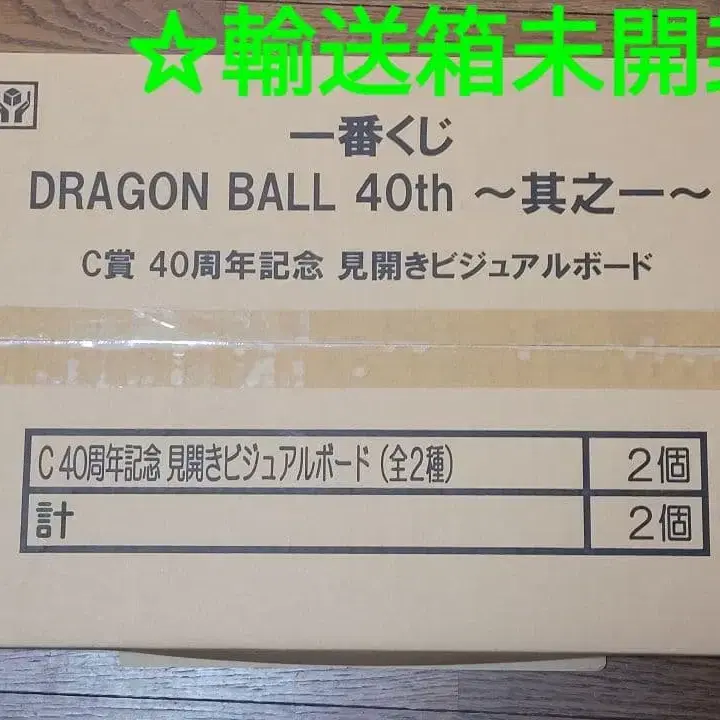 ☆輸送箱未開封
一番くじ
DRAGON BALL 40th ～其之一～
C賞 40周年記念 見開きビジュアルボード
C 40周年記念 見開きビジュアルボード（全2種） 2個
計 2個